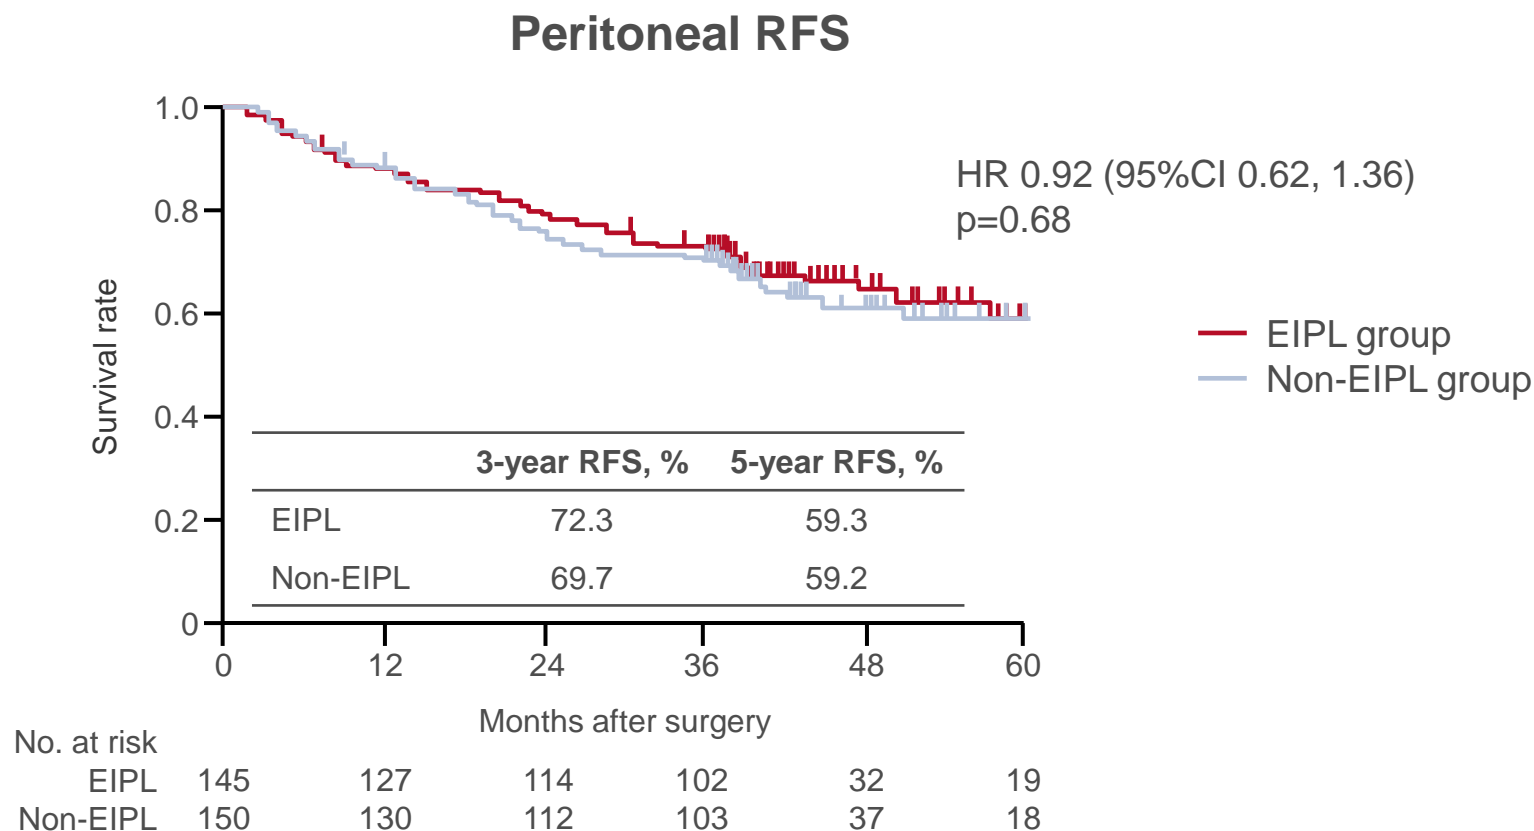 Peritoneal RFS
1.0
0.8
0.6
0.4
0.2
0
Survival rate
HR 0.92 (95%CI 0.62, 1.36)
p=0.68
EIPL group
Non-EIPL group
3-year RFS, % 5-year RFS, %
EIPL 72.3 59.3
Non-EIPL 69.7 59.2
0 12 24 36 48 60
Months after surgery
No. at risk
EIPL 145 127 114 102 32 19
Non-EIPL 150 130 112 103 37 18